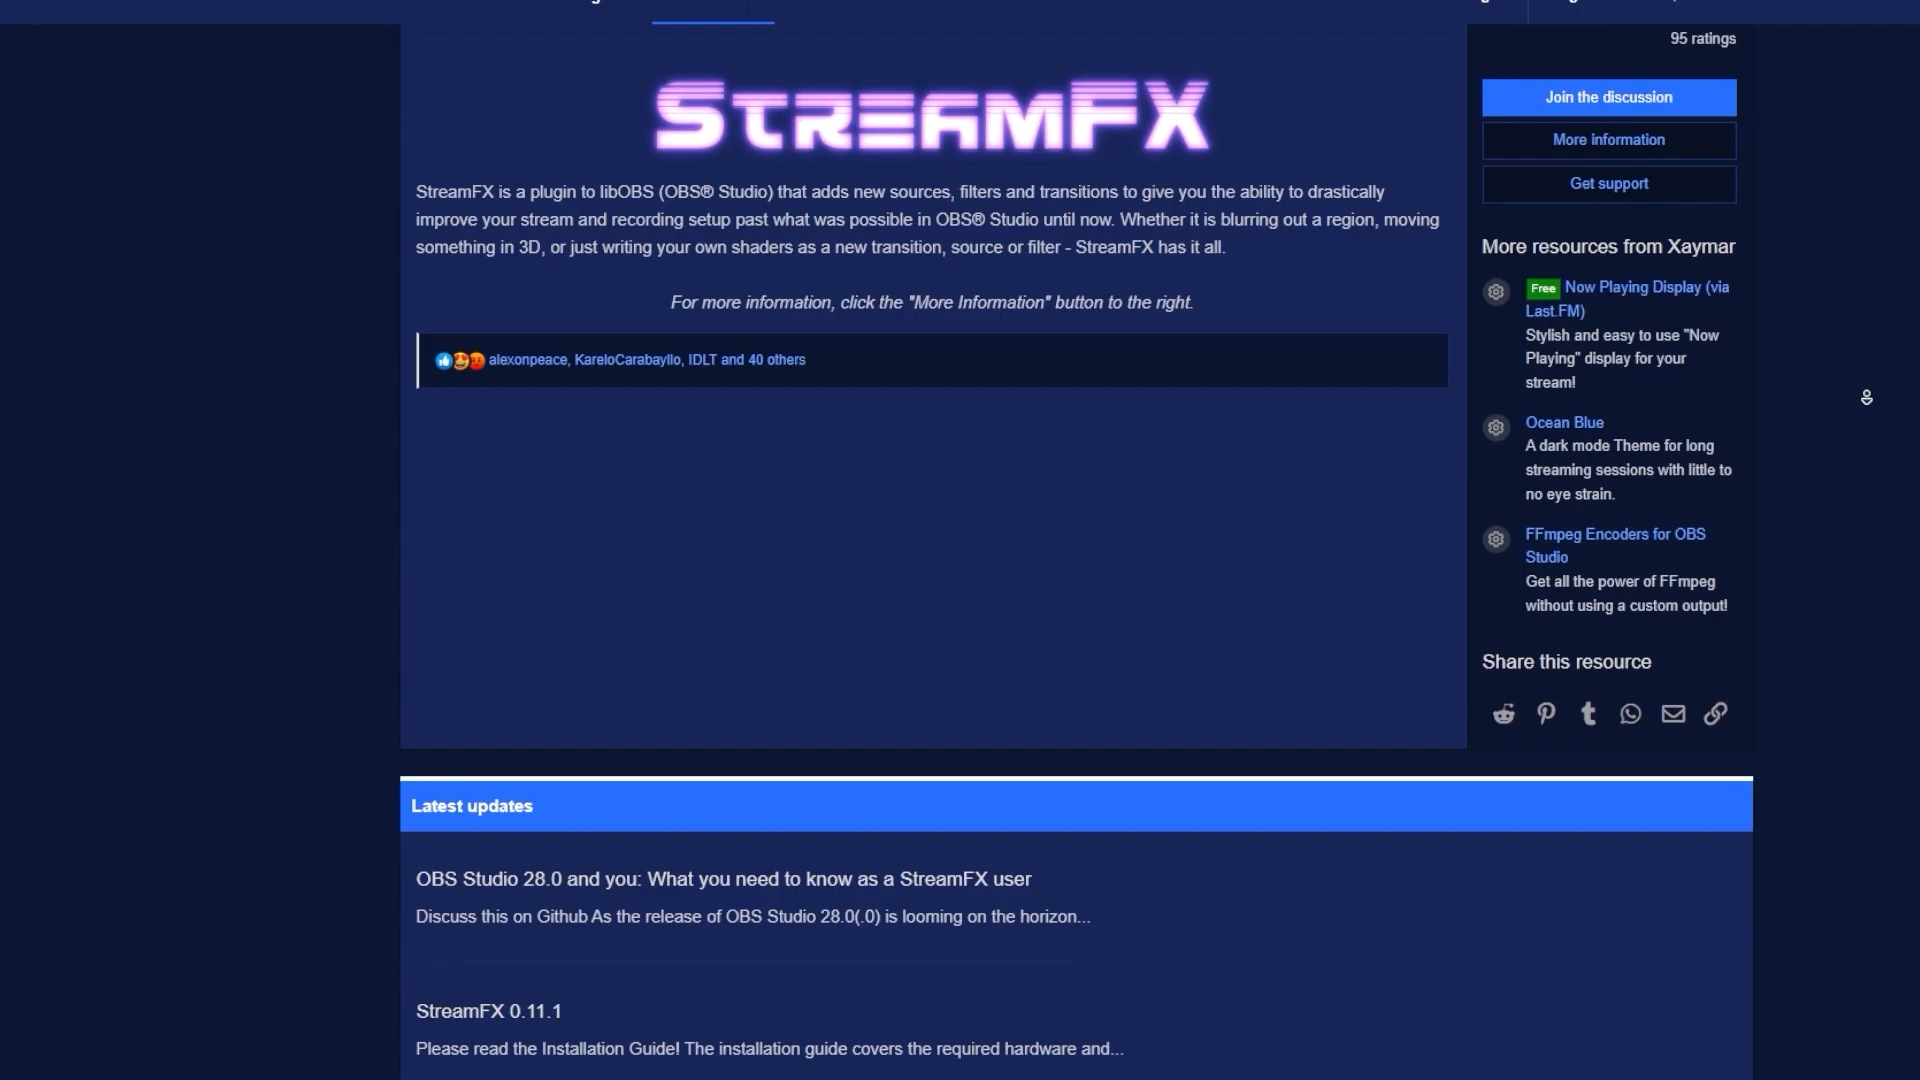 95 ratings
STREAMFX
StreamFX is a plugin to libOBS (OBS® Studio) that adds new sources, filters and transitions to give you the ability to drastically
improve your stream and recording setup past what was possible in OBS® Studio until now. Whether it is blurring out a region, moving
something in 3D, or just writing your own shaders as a new transition, source or filter - StreamFX has it all.
For more information, click the "More Information" button to the right.
alexonpeace, KareloCarabayllo, IDLT and 40 others
Join the discussion
More information
Get support
More resources from Xaymar
Free Now Playing Display (via
Last.FM)
Stylish and easy to use "Now
Playing" display for your
stream!
Ocean Blue
A dark mode Theme for long
streaming sessions with little to
no eye strain.
FFmpeg Encoders for OBS
Studio
Get all the power of FFmpeg
without using a custom output!
Share this resource
Latest updates
OBS Studio 28.0 and you: What you need to know as a StreamFX user
Discuss this on Github As the release of OBS Studio 28.0(.0) is looming on the horizon...
StreamFX 0.11.1
Please read the Installation Guide! The installation guide covers the required hardware and...